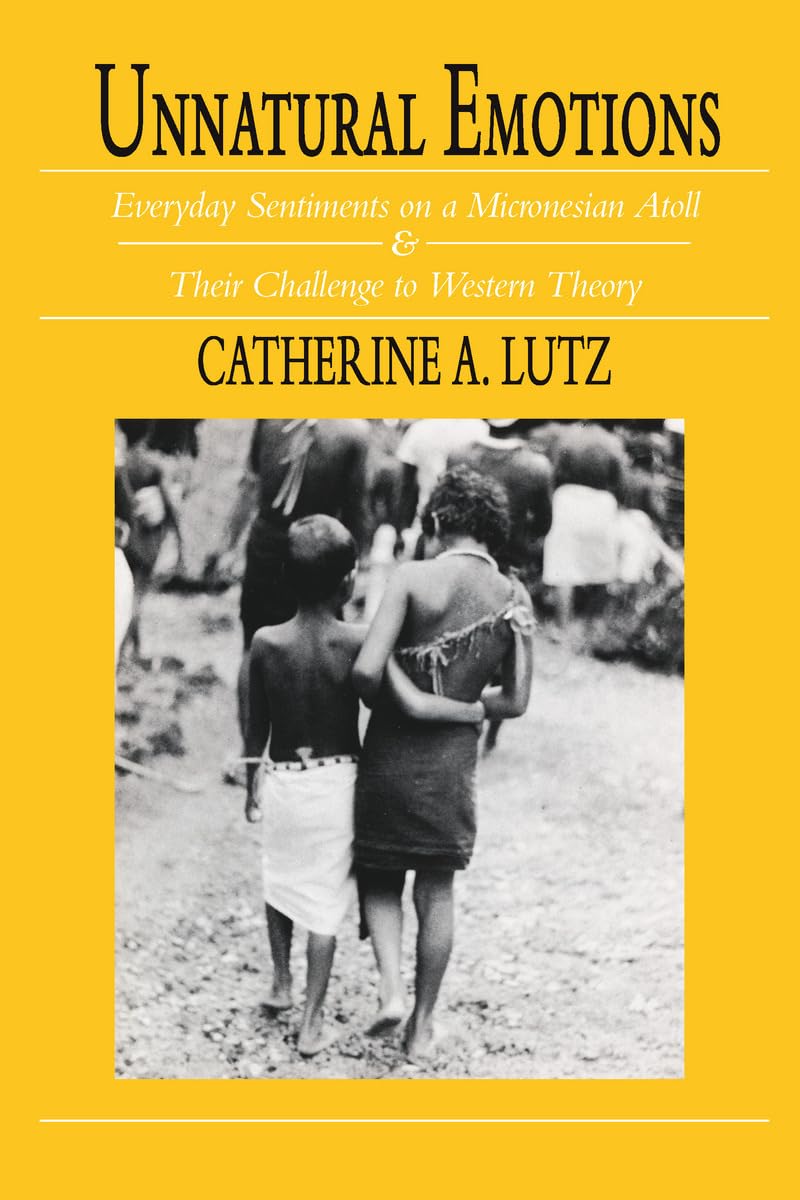 UNNATURAL EMOTIONS
Everyday Sentiments on a Micronesian Atoll
&
Their Challenge to Western Theory
CATHERINE A. LUTZ